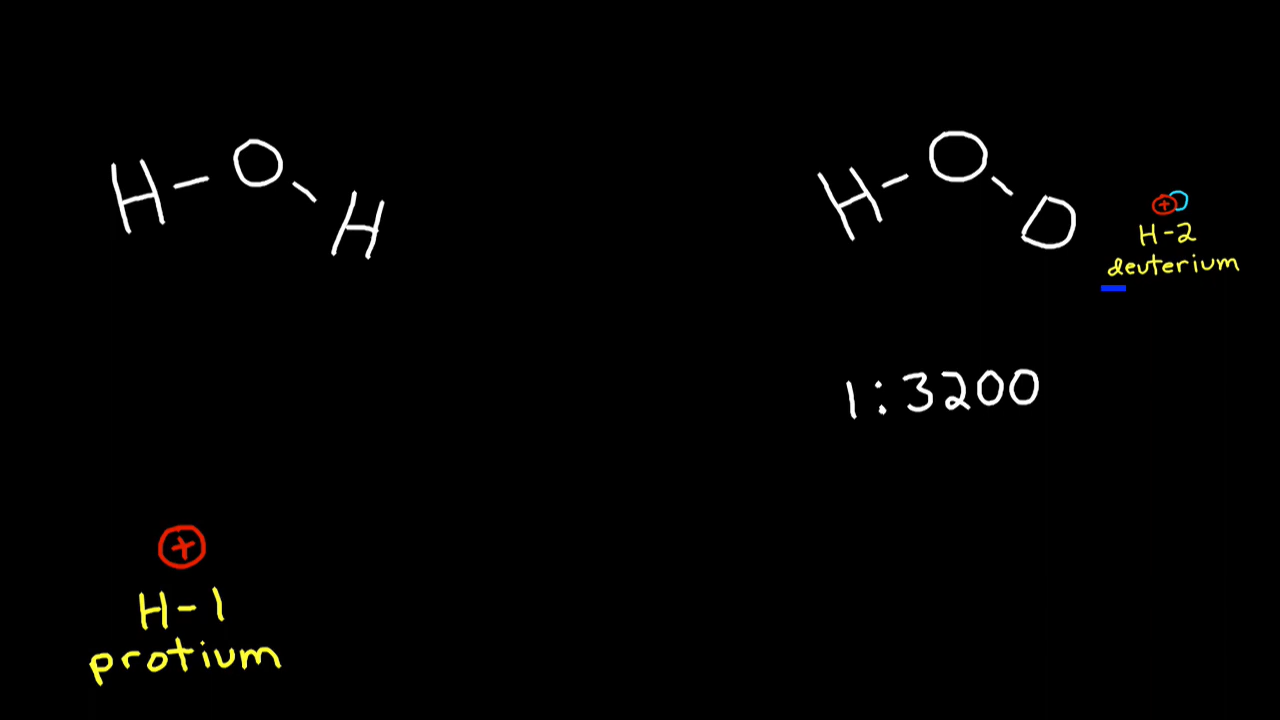 H-O-H
H-O-D
+
H-2
deuterium
1:3200
+
H-1
protium